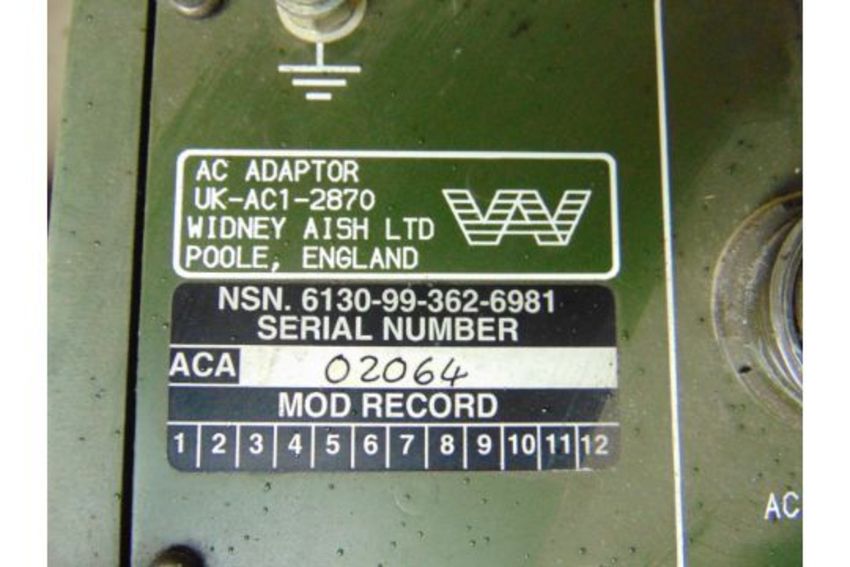 AC ADAPTOR
UK-AC1-2870
WIDNEY AISH LTD
POOLE, ENGLAND
NSN. 6130-99-362-6981
SERIAL NUMBER
ACA 02064
MOD RECORD
1 2 3 4 5 6 7 8 9 10 11 12
AC